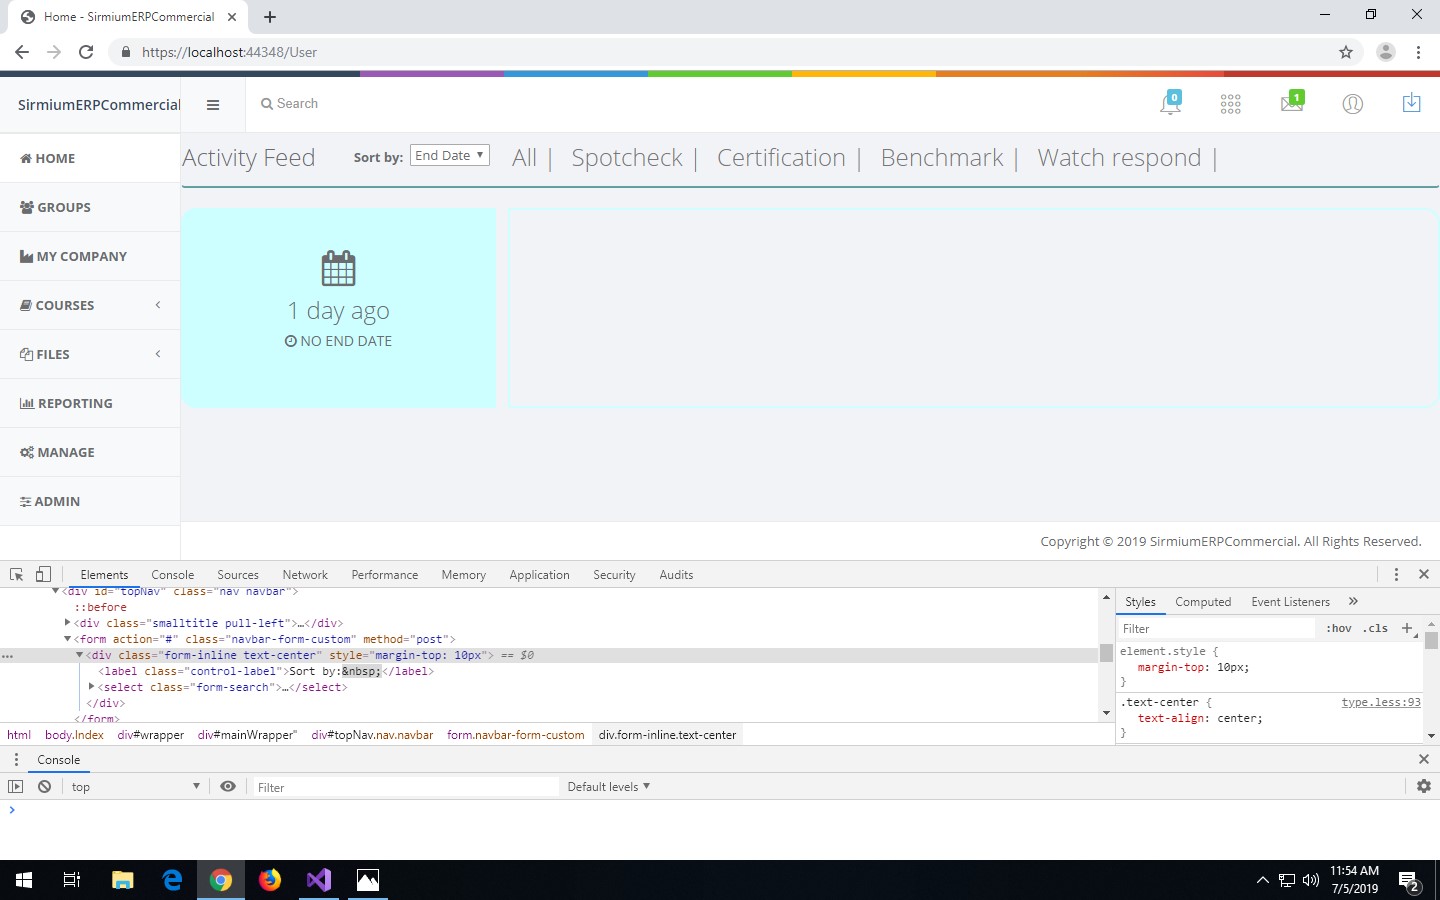 Home - SirmiumERPCommercial
https://localhost:44348/User
SirmiumERPCommercial
Search
0
1
HOME
GROUPS
MY COMPANY
COURSES
FILES
REPORTING
MANAGE
ADMIN
Activity Feed
Sort by:
End Date
All |
Spotcheck |
Certification |
Benchmark |
Watch respond |
1 day ago
NO END DATE
Copyright © 2019 SirmiumERPCommercial. All Rights Reserved.
Elements Console Sources Network Performance Memory Application Security Audits
<div id="topNav" class="nav navbar">
::before
<div class="smalltitle pull-left">…</div>
<form action="#" class="navbar-form-custom" method="post">
… <div class="form-inline text-center" style="margin-top: 10px"> == $0
<label class="control-label">Sort by:&nbsp;</label>
<select class="form-search">…</select>
</div>
</form>
html body.Index div#wrapper div#mainWrapper" div#topNav.nav.navbar form.navbar-form-custom div.form-inline.text-center
Styles Computed Event Listeners »
Filter :hov .cls +
element.style {
margin-top: 10px;
}
.text-center { type.less:93
text-align: center;
}
Console
top
Filter
Default levels
11:54 AM
7/5/2019
2